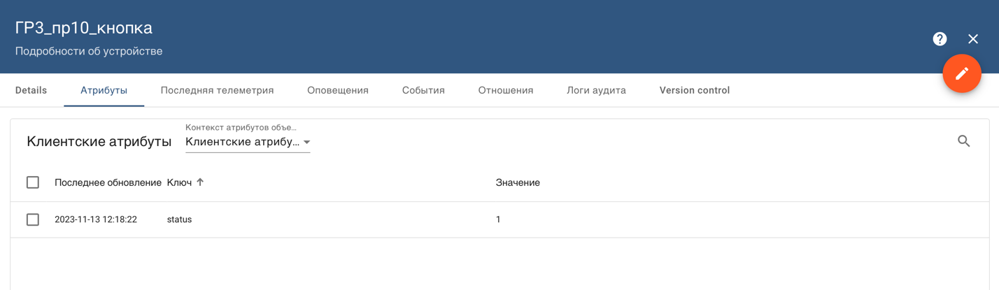 ГР3_пр10_кнопка
Подробности об устройстве
Details Атрибуты Последняя телеметрия Оповещения События Отношения Логи аудита Version control
Контекст атрибутов объе...
Клиентские атрибуты Клиентские атрибу...
Последнее обновление Ключ Значение
2023-11-13 12:18:22 status 1